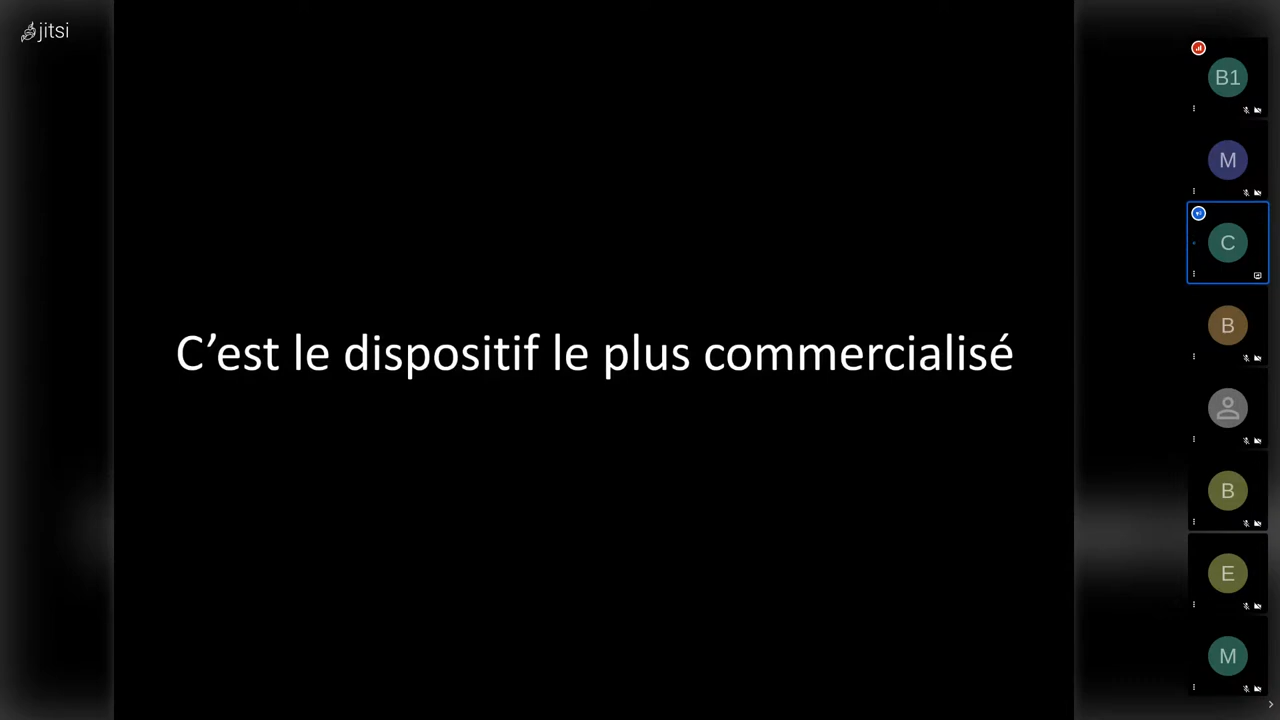 jitsi
B1
M
C
C’est le dispositif le plus commercialisé
B
B
E
M